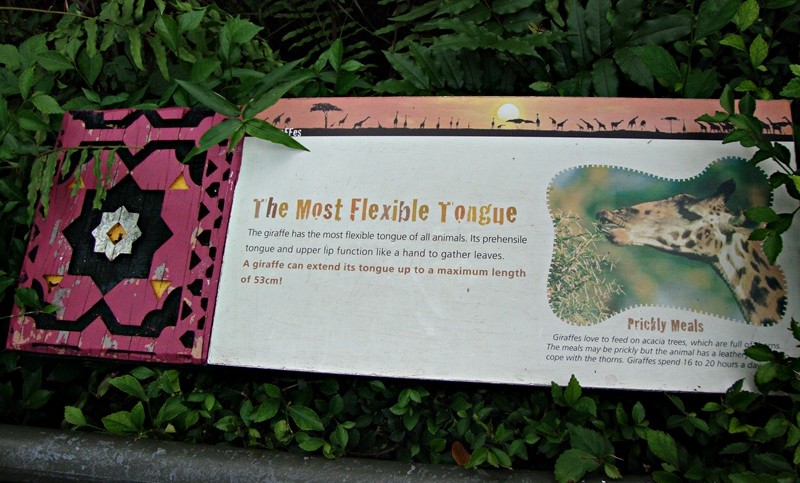 The Most Flexible Tongue
The giraffe has the most flexible tongue of all animals. Its prehensile
tongue and upper lip function like a hand to gather leaves.
A giraffe can extend its tongue up to a maximum length
of 53cm!
Prickly Meals
Giraffes love to feed on acacia trees, which are full of thorns.
The meals may be prickly but the animal has a
cope with the thorns. Giraffes spend 16 to 20 hours a